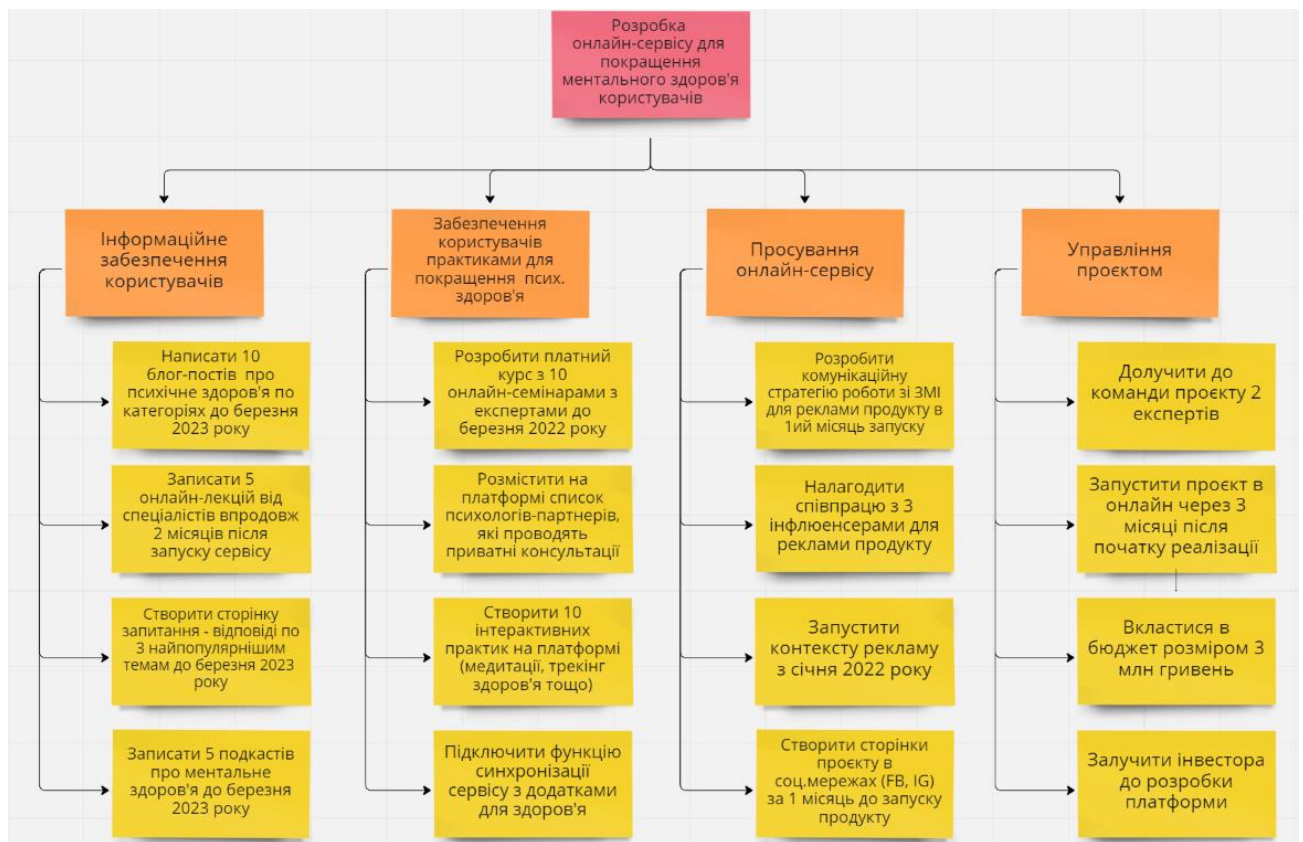 Розробка
онлайн-сервісу для
покращення
ментального здоров'я
користувачів
Інформаційне
забезпечення
користувачів
Написати 10
блог-постів про
психічне здоров'я по
категоріях до березня
2023 року
Записати 5
онлайн-лекцій від
спеціалістів впродовж
2 місяців після
запуску сервісу
Створити сторінку
запитання - відповіді по
3 найпопулярнішим
темам до березня 2023
року
Записати 5 подкастів
про ментальне
здоров'я до березня
2023 року
Забезпечення
користувачів
практиками для
покращення псих.
здоров'я
Розробити платний
курс з 10
онлайн-семінарами з
експертами до
березня 2022 року
Розмістити на
платформі список
психологів-партнерів,
які проводять
приватні консультації
Створити 10
інтерактивних
практик на платформі
(медитації, трекінг
здоров'я тощо)
Підключити функцію
синхронізації
сервісу з додатками
для здоров'я
Просування
онлайн-сервісу
Розробити
комунікаційну
стратегію роботи зі ЗМІ
для реклами продукту в
1ий місяць запуску
Налагодити
співпрацю з 3
інфлюенсерами для
реклами продукту
Запустити
контексту рекламу
з січня 2022 року
Створити сторінки
проєкту в
соц.мережах (FB, IG)
за 1 місяць до запуску
продукту
Управління
проєктом
Долучити до
команди проєкту 2
експертів
Запустити проєкт в
онлайн через 3
місяці після
початку реалізації
Вкластися в
бюджет розміром 3
млн гривень
Залучити інвестора
до розробки
платформи